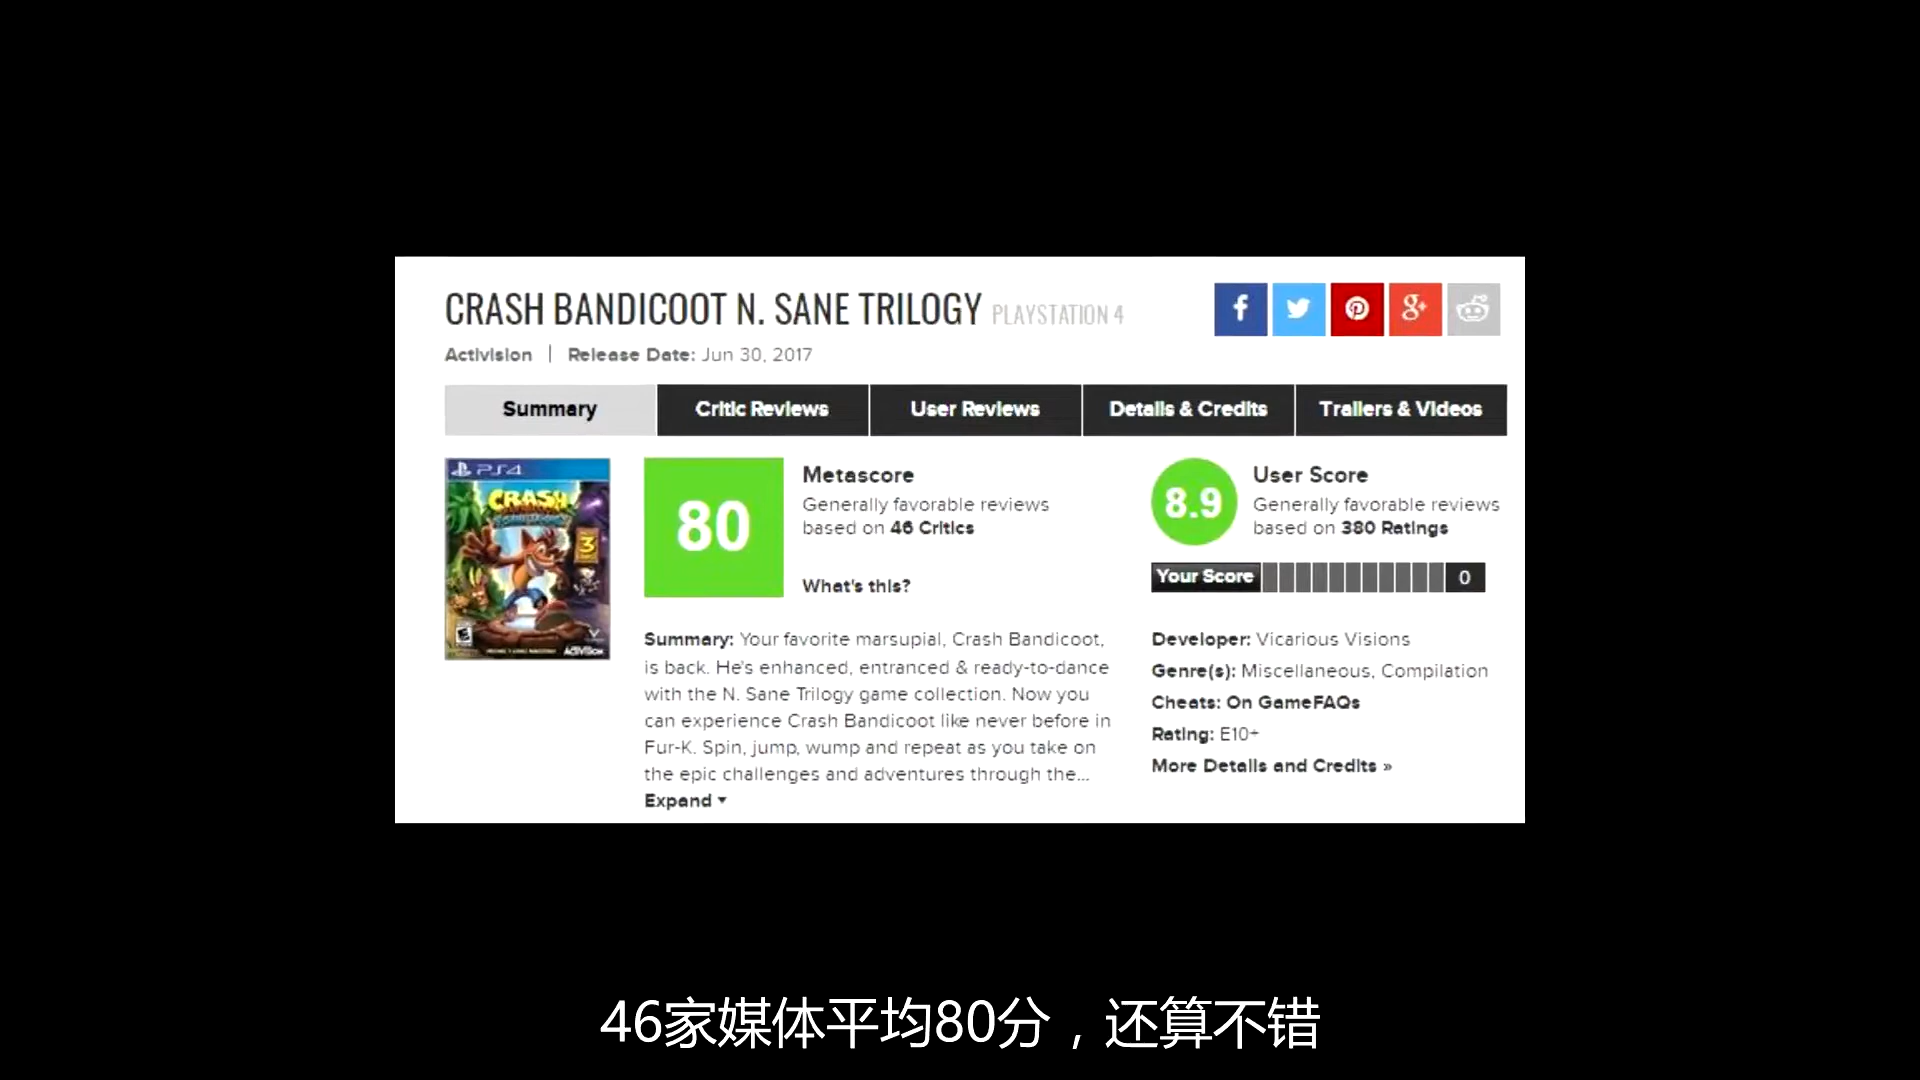 CRASH BANDICOOT N. SANE TRILOGY PLAYSTATION 4
Activision | Release Date: Jun 30, 2017
Summary
Critic Reviews
User Reviews
Details & Credits
Trailers & Videos
PS4
CRASH
3
E
ACTIVISION
80
Metascore
Generally favorable reviews
based on 46 Critics
What's this?
8.9
User Score
Generally favorable reviews
based on 380 Ratings
Your Score
0
Summary: Your favorite marsupial, Crash Bandicoot,
is back. He's enhanced, entranced & ready-to-dance
with the N. Sane Trilogy game collection. Now you
can experience Crash Bandicoot like never before in
Fur-K. Spin, jump, wump and repeat as you take on
the epic challenges and adventures through the...
Expand ▾
Developer: Vicarious Visions
Genre(s): Miscellaneous, Compilation
Cheats: On GameFAQs
Rating: E10+
More Details and Credits »
46家媒体平均80分，还算不错